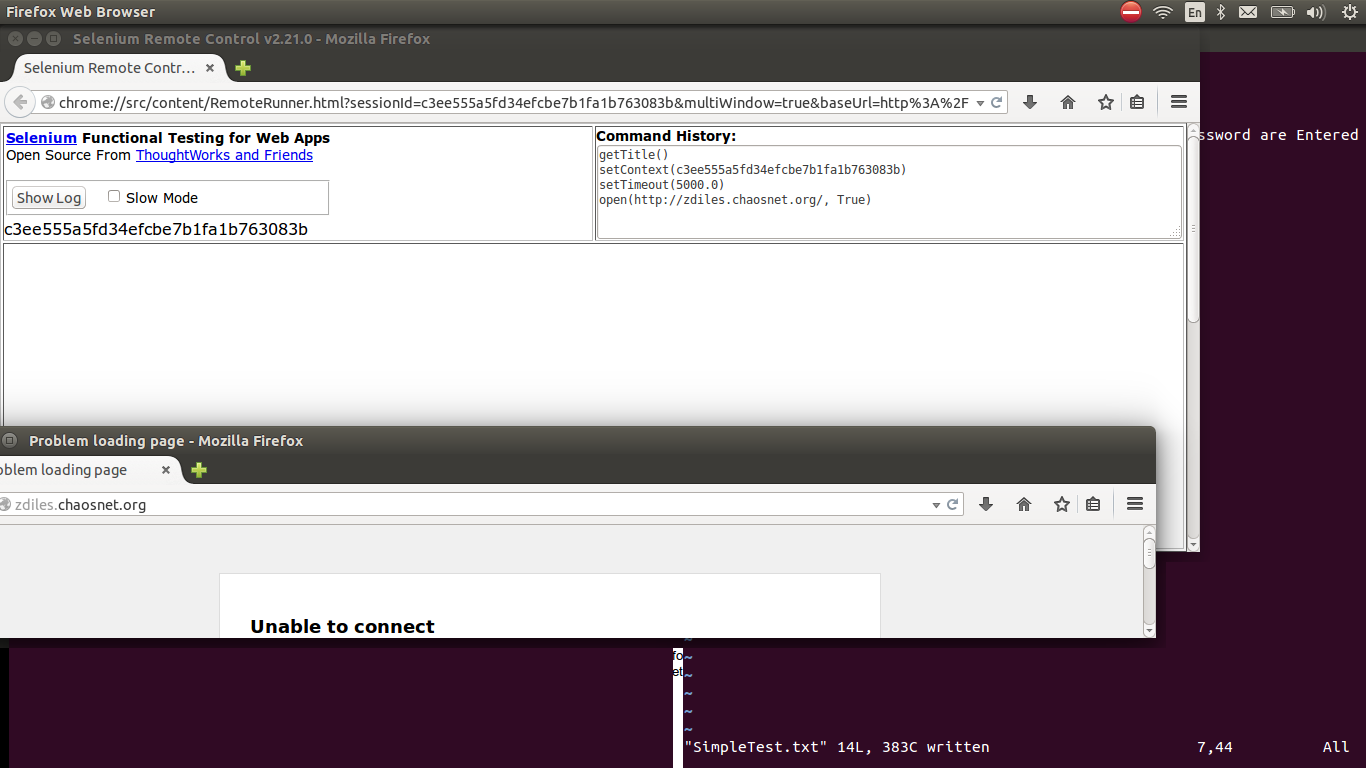 Firefox Web Browser
En
Selenium Remote Control v2.21.0 - Mozilla Firefox
Selenium Remote Contr...
chrome://src/content/RemoteRunner.html?sessionId=c3ee555a5fd34efcbe7b1fa1b763083b&multiWindow=true&baseUrl=http%3A%2F
ssword are Entered
Selenium Functional Testing for Web Apps
Open Source From ThoughtWorks and Friends
Show Log
Slow Mode
c3ee555a5fd34efcbe7b1fa1b763083b
Command History:
getTitle()
setContext(c3ee555a5fd34efcbe7b1fa1b763083b)
setTimeout(5000.0)
open(http://zdiles.chaosnet.org/, True)
Problem loading page - Mozilla Firefox
oblem loading page
zdiles.chaosnet.org
Unable to connect
~
fo
~
et
~
~
~
~
"SimpleTest.txt" 14L, 383C written 7,44 All